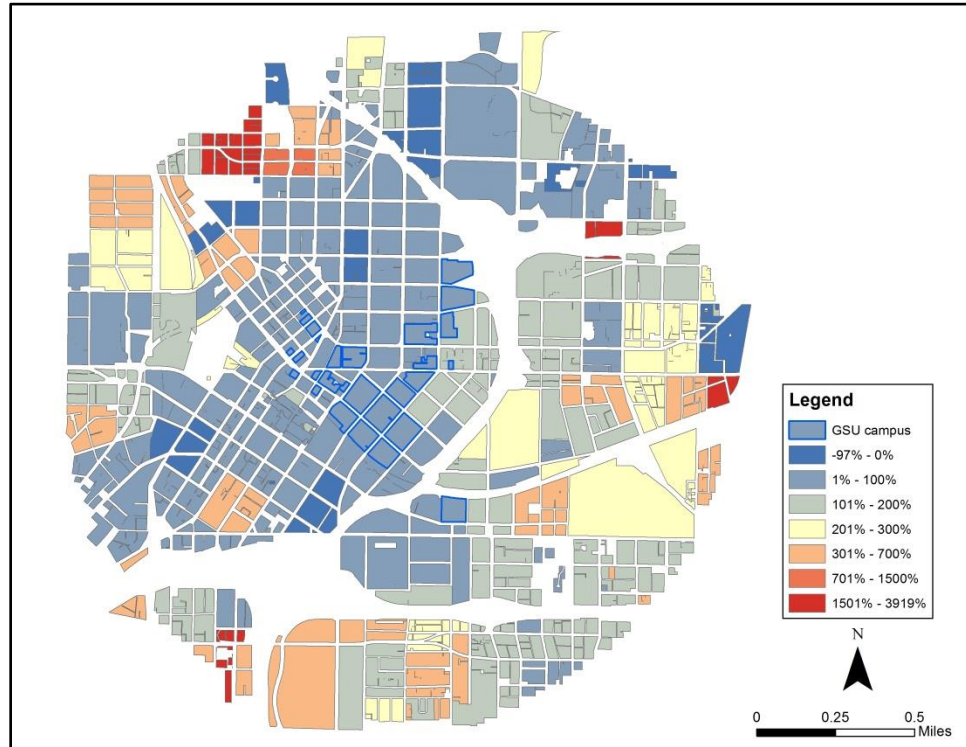 Legend
GSU campus
-97% - 0%
1% - 100%
101% - 200%
201% - 300%
301% - 700%
701% - 1500%
1501% - 3919%
N
0 0.25 0.5
Miles